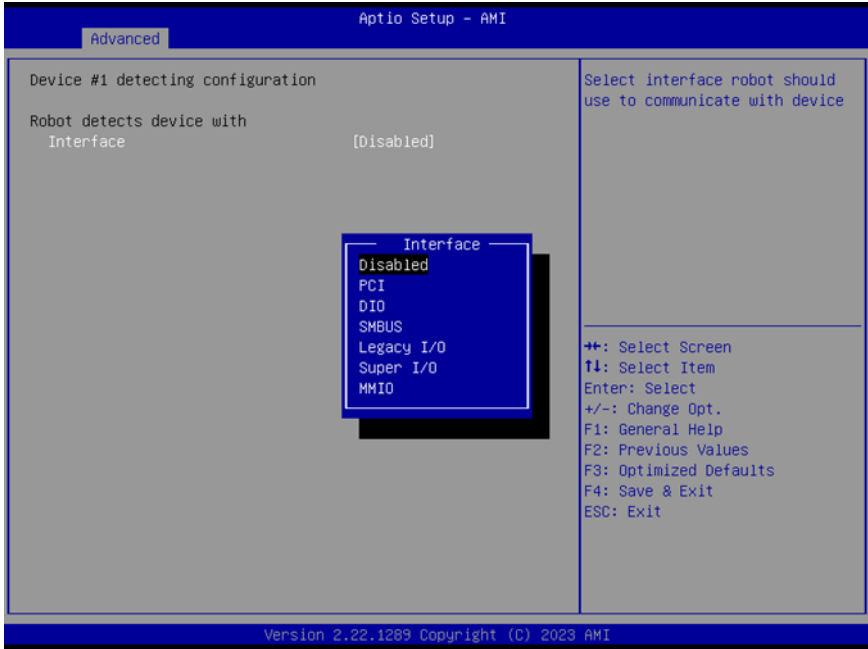 Aptio Setup - AMI
Advanced
Device #1 detecting configuration
Robot detects device with
Interface [Disabled]
Interface
Disabled
PCI
DIO
SMBUS
Legacy I/O
Super I/O
MMIO
Select interface robot should
use to communicate with device
→←: Select Screen
↑↓: Select Item
Enter: Select
+/-: Change Opt.
F1: General Help
F2: Previous Values
F3: Optimized Defaults
F4: Save & Exit
ESC: Exit
Version 2.22.1289 Copyright (C) 2023 AMI